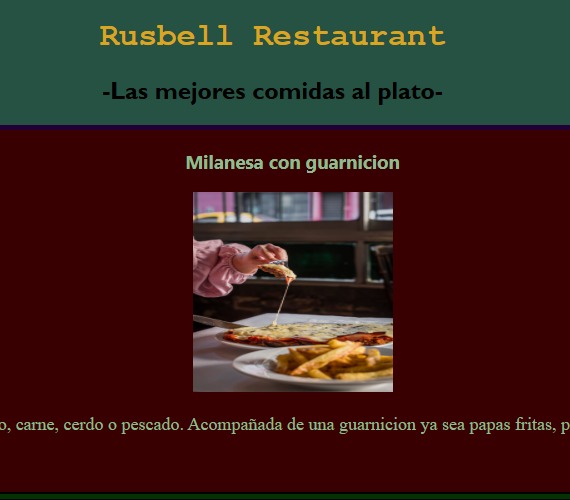 Rusbell Restaurant
-Las mejores comidas al plato-
Milanesa con guarnicion
o, carne, cerdo o pescado. Acompañada de una guarnicion ya sea papas fritas, p